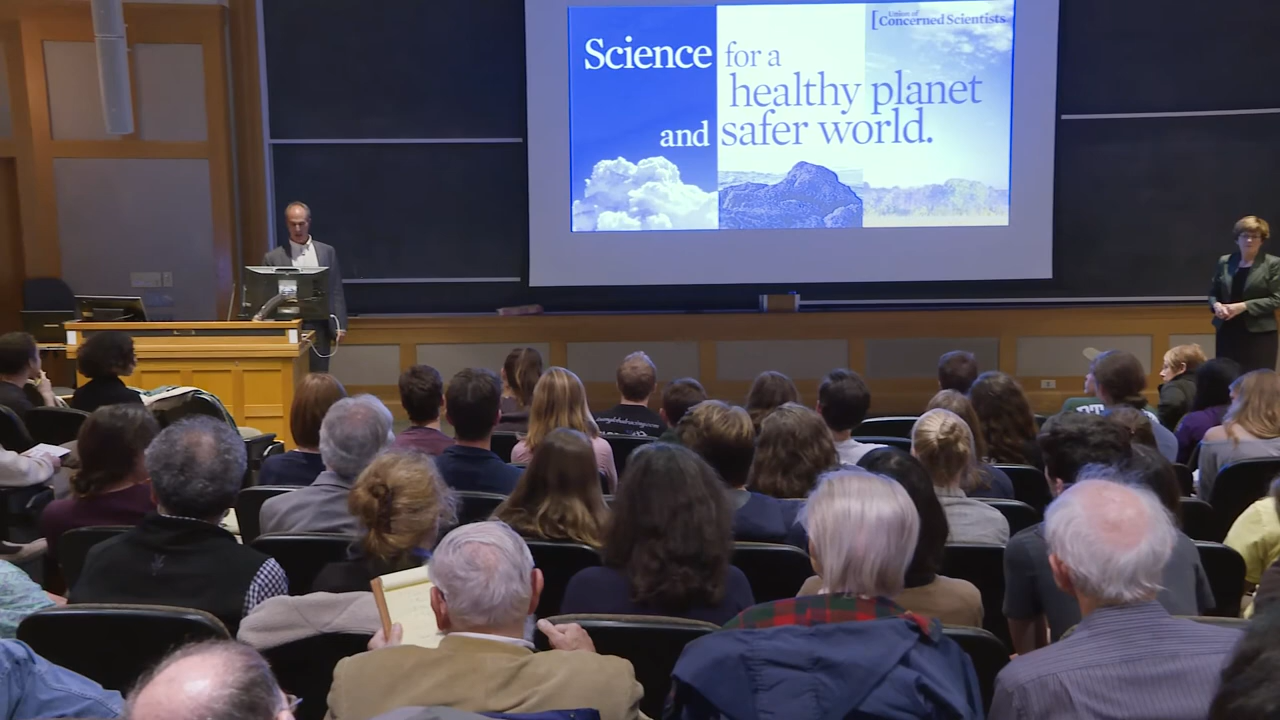 Union of
Concerned Scientists
Science for a
healthy planet
and safer world.